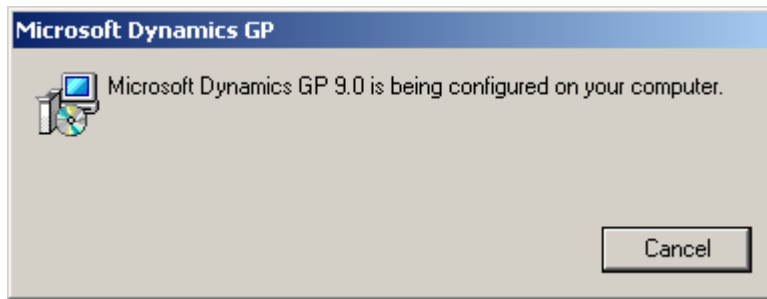 Microsoft Dynamics GP
Microsoft Dynamics GP 9.0 is being configured on your computer.
Cancel